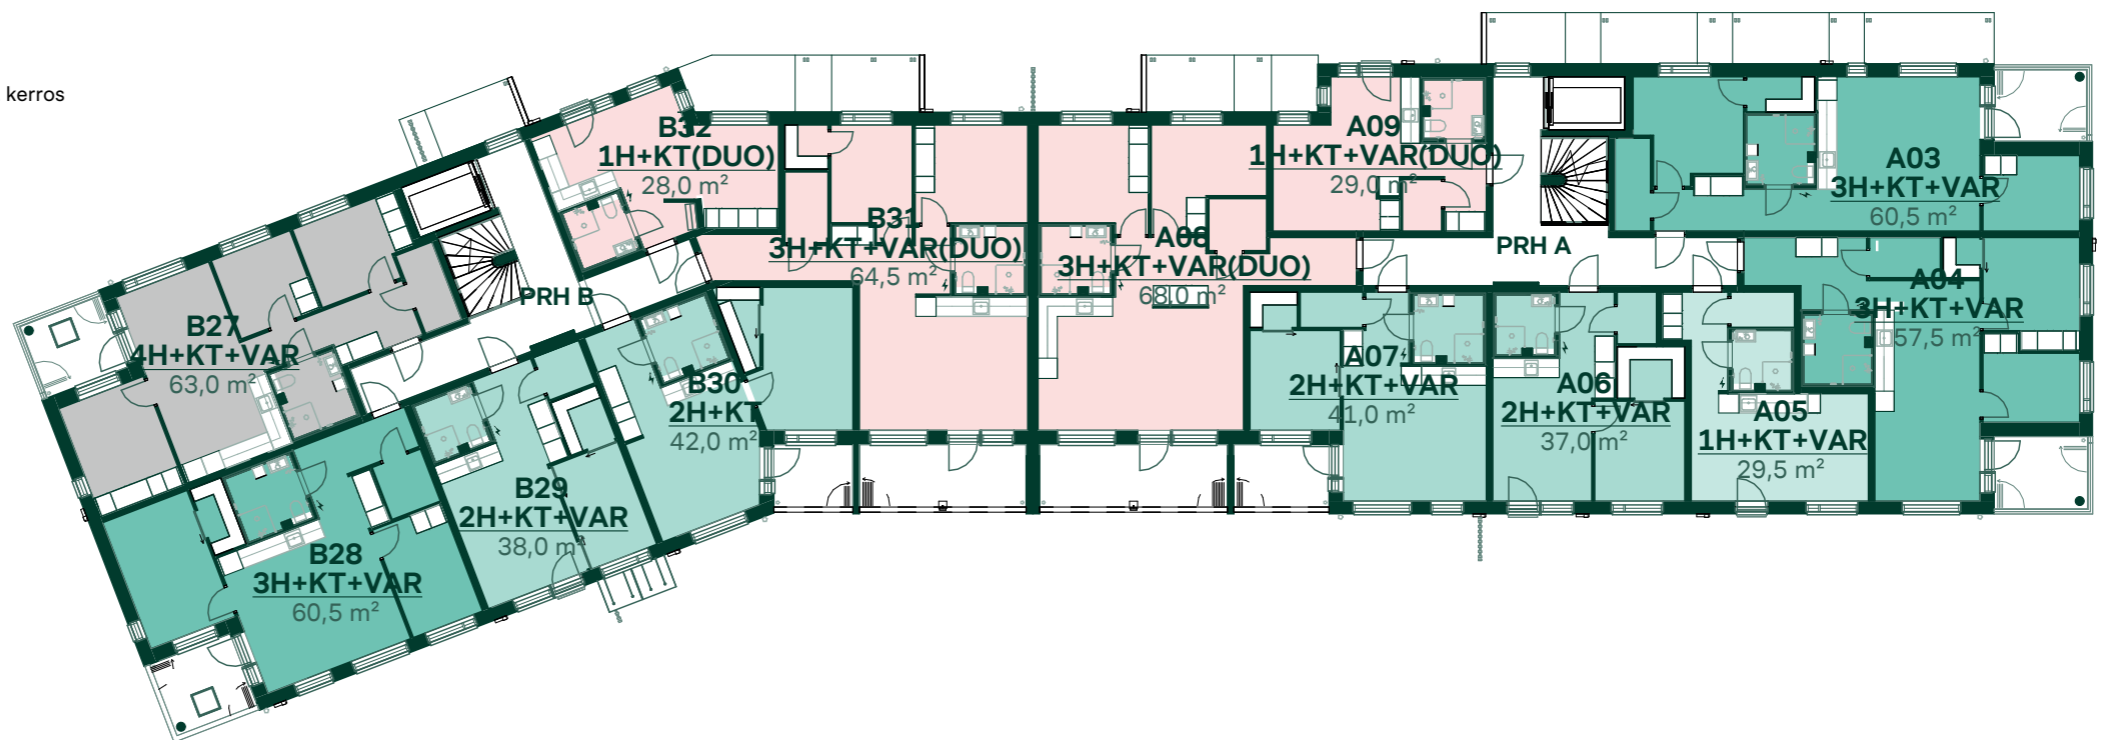 kerros
B32
1H+KT(DUO)
28,0 m²
A09
1H+KT+VAR(DUO)
29,0 m²
A03
3H+KT+VAR
60,5 m²
B31
3H+KT+VAR(DUO)
64,5 m²
A08
3H+KT+VAR(DUO)
68,0 m²
PRH A
PRH B
A04
3H+KT+VAR
57,5 m²
B27
4H+KT+VAR
63,0 m²
B30
2H+KT
42,0 m²
A07
2H+KT+VAR
41,0 m²
A06
2H+KT+VAR
37,0 m²
A05
1H+KT+VAR
29,5 m²
B29
2H+KT+VAR
38,0 m²
B28
3H+KT+VAR
60,5 m²